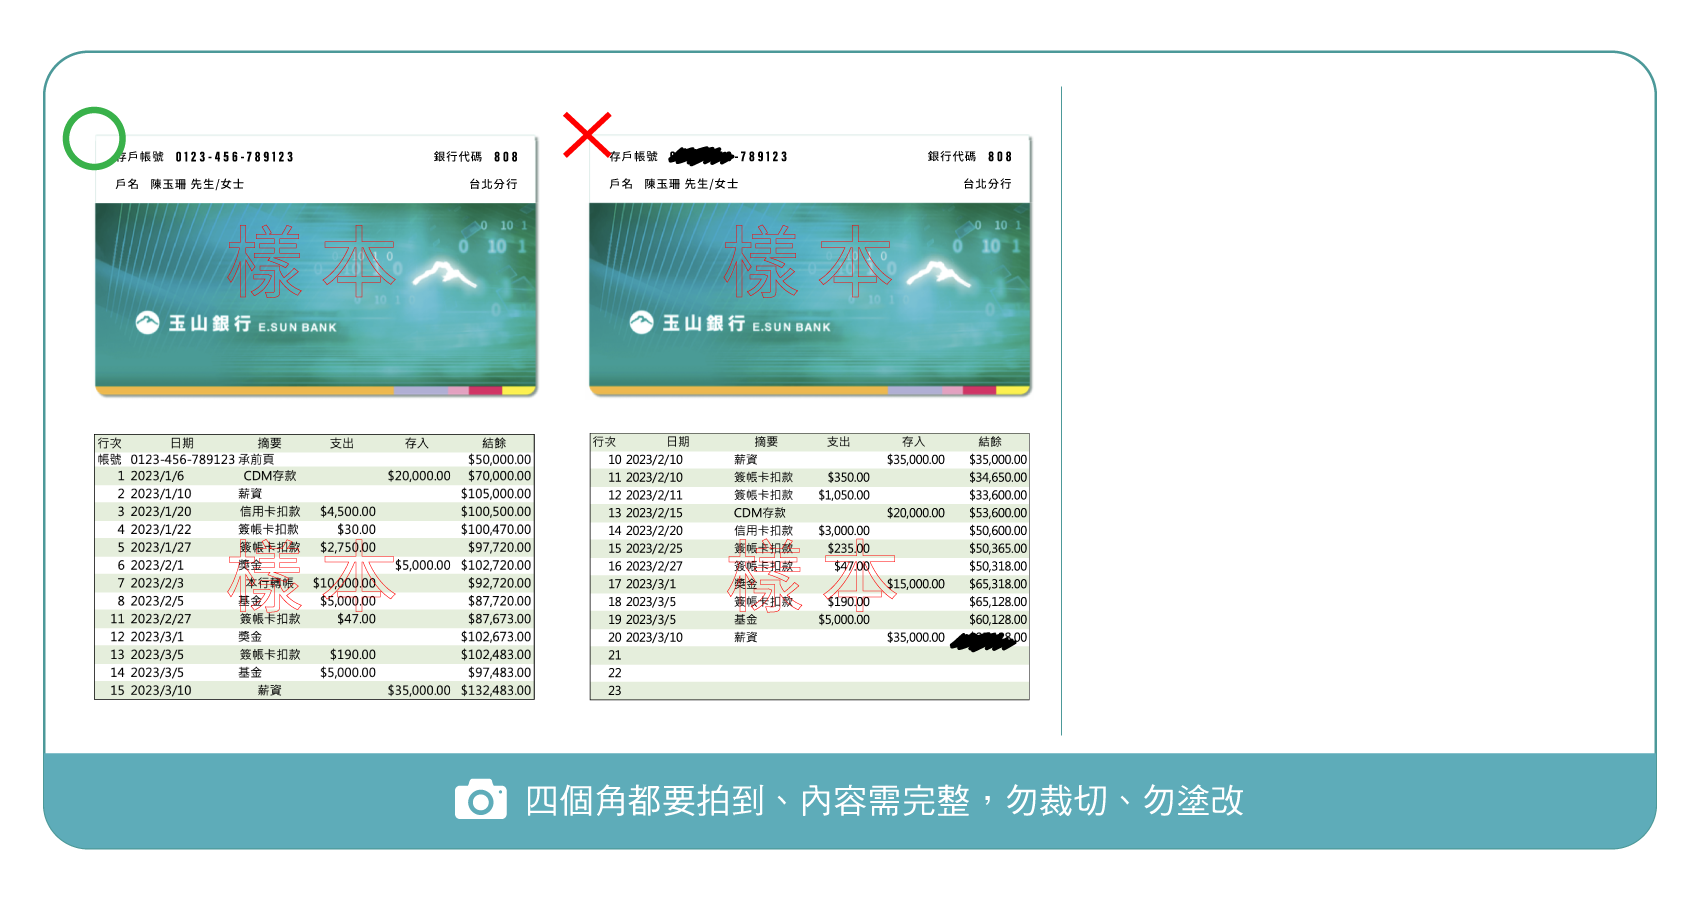 存戶帳號 0123-456-789123 銀行代碼 808
戶名 陳玉珊 先生/女士 台北分行
樣本
玉山銀行 E.SUN BANK
行次 日期 摘要 支出 存入 結餘
帳號 0123-456-789123 承前頁 $50,000.00
1 2023/1/6 CDM存款 $20,000.00 $70,000.00
2 2023/1/10 薪資 $105,000.00
3 2023/1/20 信用卡扣款 $4,500.00 $100,500.00
4 2023/1/22 簽帳卡扣款 $30.00 $100,470.00
5 2023/1/27 簽帳卡扣款 $2,750.00 $97,720.00
6 2023/2/1 獎金 $5,000.00 $102,720.00
7 2023/2/3 本行轉帳 $10,000.00 $92,720.00
8 2023/2/5 基金 $5,000.00 $87,720.00
11 2023/2/27 簽帳卡扣款 $47.00 $87,673.00
12 2023/3/1 獎金 $102,673.00
13 2023/3/5 簽帳卡扣款 $190.00 $102,483.00
14 2023/3/5 基金 $5,000.00 $97,483.00
15 2023/3/10 薪資 $35,000.00 $132,483.00
樣本
存戶帳號 -789123 銀行代碼 808
戶名 陳玉珊 先生/女士 台北分行
樣本
玉山銀行 E.SUN BANK
行次 日期 摘要 支出 存入 結餘
10 2023/2/10 薪資 $35,000.00 $35,000.00
11 2023/2/10 簽帳卡扣款 $350.00 $34,650.00
12 2023/2/11 簽帳卡扣款 $1,050.00 $33,600.00
13 2023/2/15 CDM存款 $20,000.00 $53,600.00
14 2023/2/20 信用卡扣款 $3,000.00 $50,600.00
15 2023/2/25 簽帳卡扣款 $235.00 $50,365.00
16 2023/2/27 簽帳卡扣款 $47.00 $50,318.00
17 2023/3/1 獎金 $15,000.00 $65,318.00
18 2023/3/5 簽帳卡扣款 $190.00 $65,128.00
19 2023/3/5 基金 $5,000.00 $60,128.00
20 2023/3/10 薪資 $35,000.00
21
22
23
樣本
四個角都要拍到、內容需完整，勿裁切、勿塗改